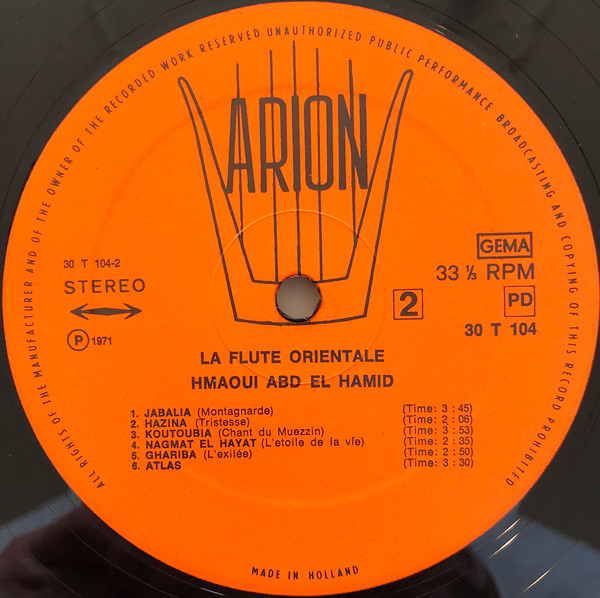 ALL RIGHTS OF THE MANUFACTURER AND OF THE OWNER OF THE RECORDED WORK RESERVED UNAUTHORIZED PUBLIC PERFORMANCE BROADCASTING AND COPYING OF THIS RECORD PROHIBITED
ARION
GEMA
30 T 104-2
33 ⅓ RPM
STEREO
2
PD
30 T 104
Ⓟ 1971
LA FLUTE ORIENTALE
HMAOUI ABD EL HAMID
1. JABALIA (Montagnarde) (Time: 3 : 45)
2. HAZINA (Tristesse) (Time: 2 : 06)
3. KOUTOUBIA (Chant du Muezzin) (Time: 3 : 53)
4. NAGMAT EL HAYAT (L'etoile de la vie) (Time: 2 : 35)
5. GHARIBA (L'exilée) (Time: 2 : 50)
6. ATLAS (Time: 3 : 30)
MADE IN HOLLAND